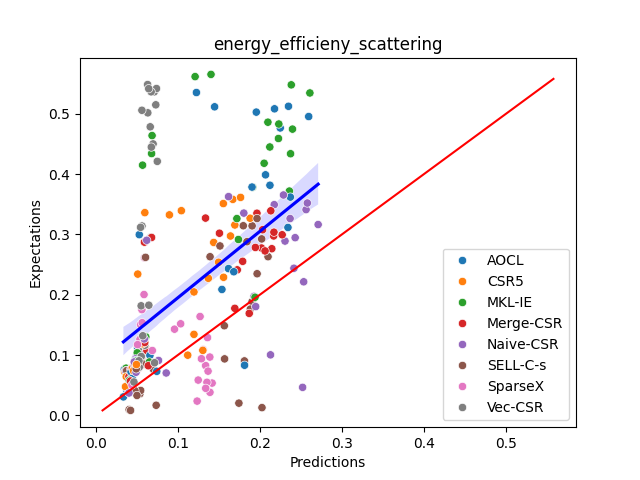 energy_efficieny_scattering
Expectations
0.5
0.4
0.3
0.2
0.1
0.0
AOCL
CSR5
MKL-IE
Merge-CSR
Naive-CSR
SELL-C-s
SparseX
Vec-CSR
0.0 0.1 0.2 0.3 0.4 0.5
Predictions